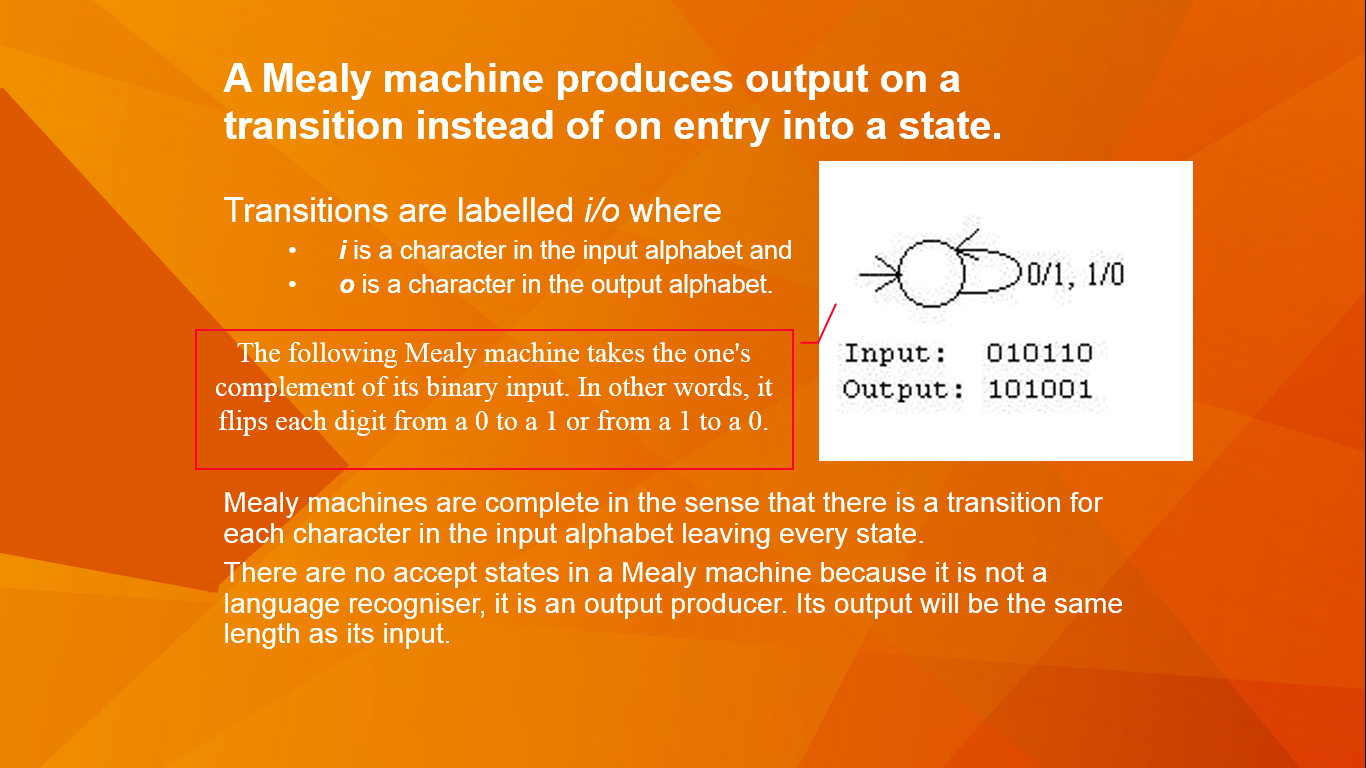 A Mealy machine produces output on a
transition instead of on entry into a state.
Transitions are labelled i/o where
• i is a character in the input alphabet and
• o is a character in the output alphabet.
0/1, 1/0
Input: 010110
Output: 101001
The following Mealy machine takes the one's
complement of its binary input. In other words, it
flips each digit from a 0 to a 1 or from a 1 to a 0.
Mealy machines are complete in the sense that there is a transition for
each character in the input alphabet leaving every state.
There are no accept states in a Mealy machine because it is not a
language recogniser, it is an output producer. Its output will be the same
length as its input.